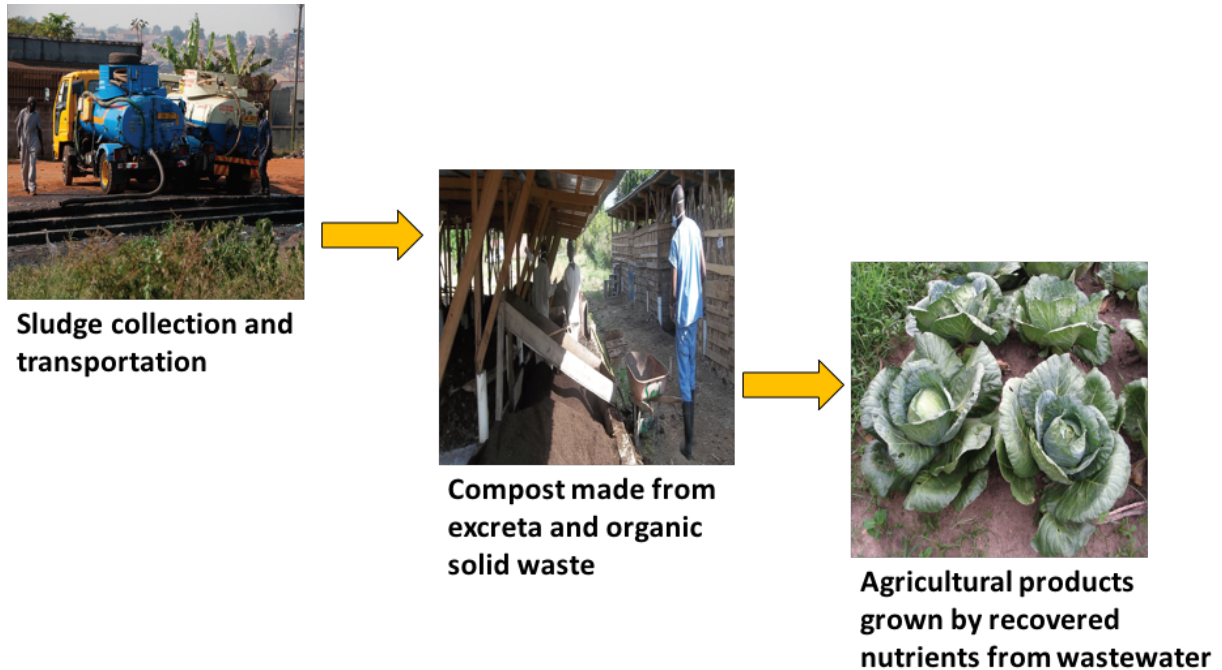 Sludge collection and
transportation
Compost made from
excreta and organic
solid waste
Agricultural products
grown by recovered
nutrients from wastewater